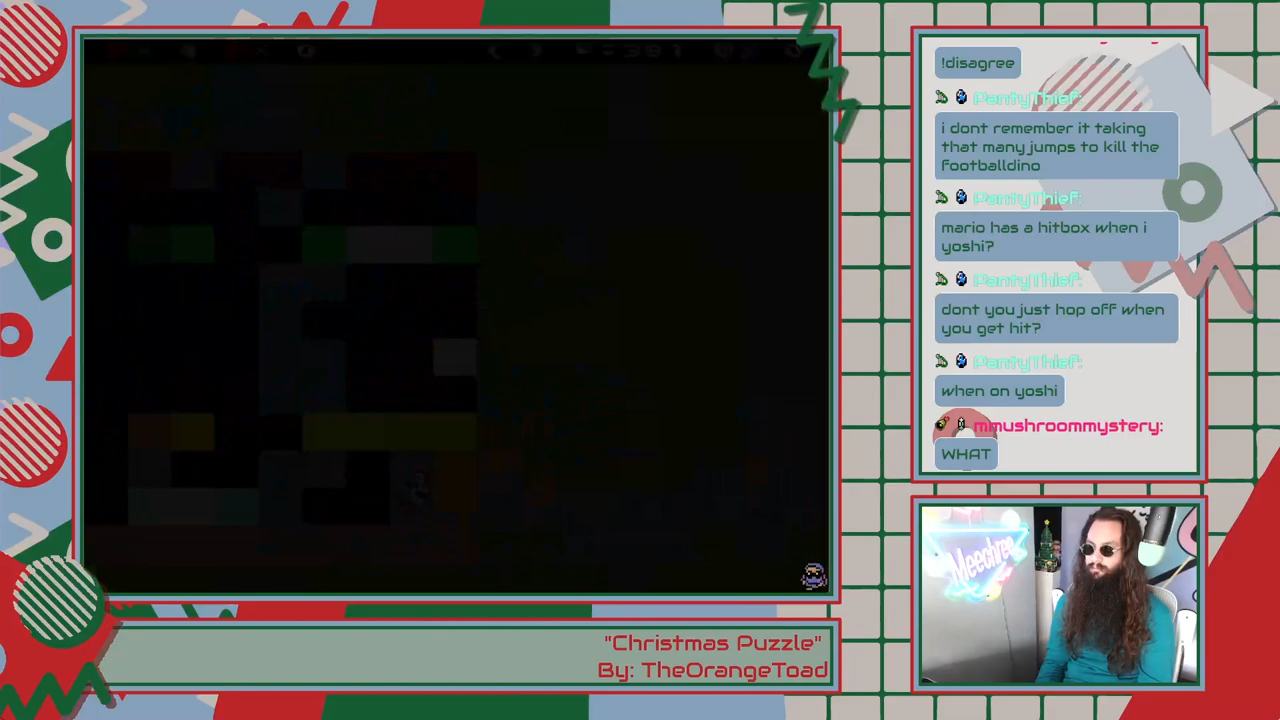 !disagree
PantyThief:
i dont remember it taking
that many jumps to kill the
footballdino
PantyThief:
mario has a hitbox when i
yoshi?
PantyThief:
dont you just hop off when
you get hit?
PantyThief:
when on yoshi
mmushroommystery:
WHAT
Meechree
"Christmas Puzzle"
By: TheOrangeToad